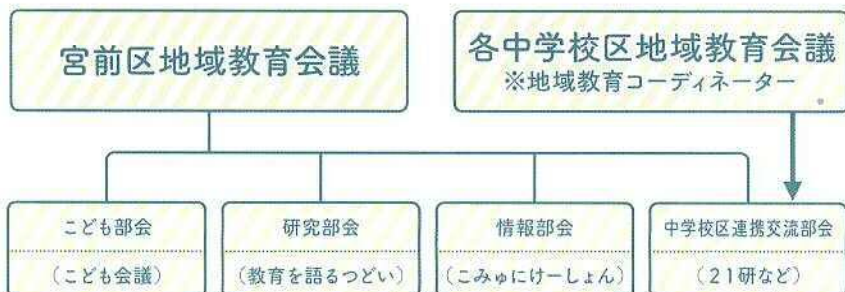 宮前区地域教育会議
各中学校区地域教育会議
※地域教育コーディネーター
こども部会
(こども会議)
研究部会
(教育を語るつどい)
情報部会
(こみゅにけーしょん)
中学校区連携交流部会
(21研など)